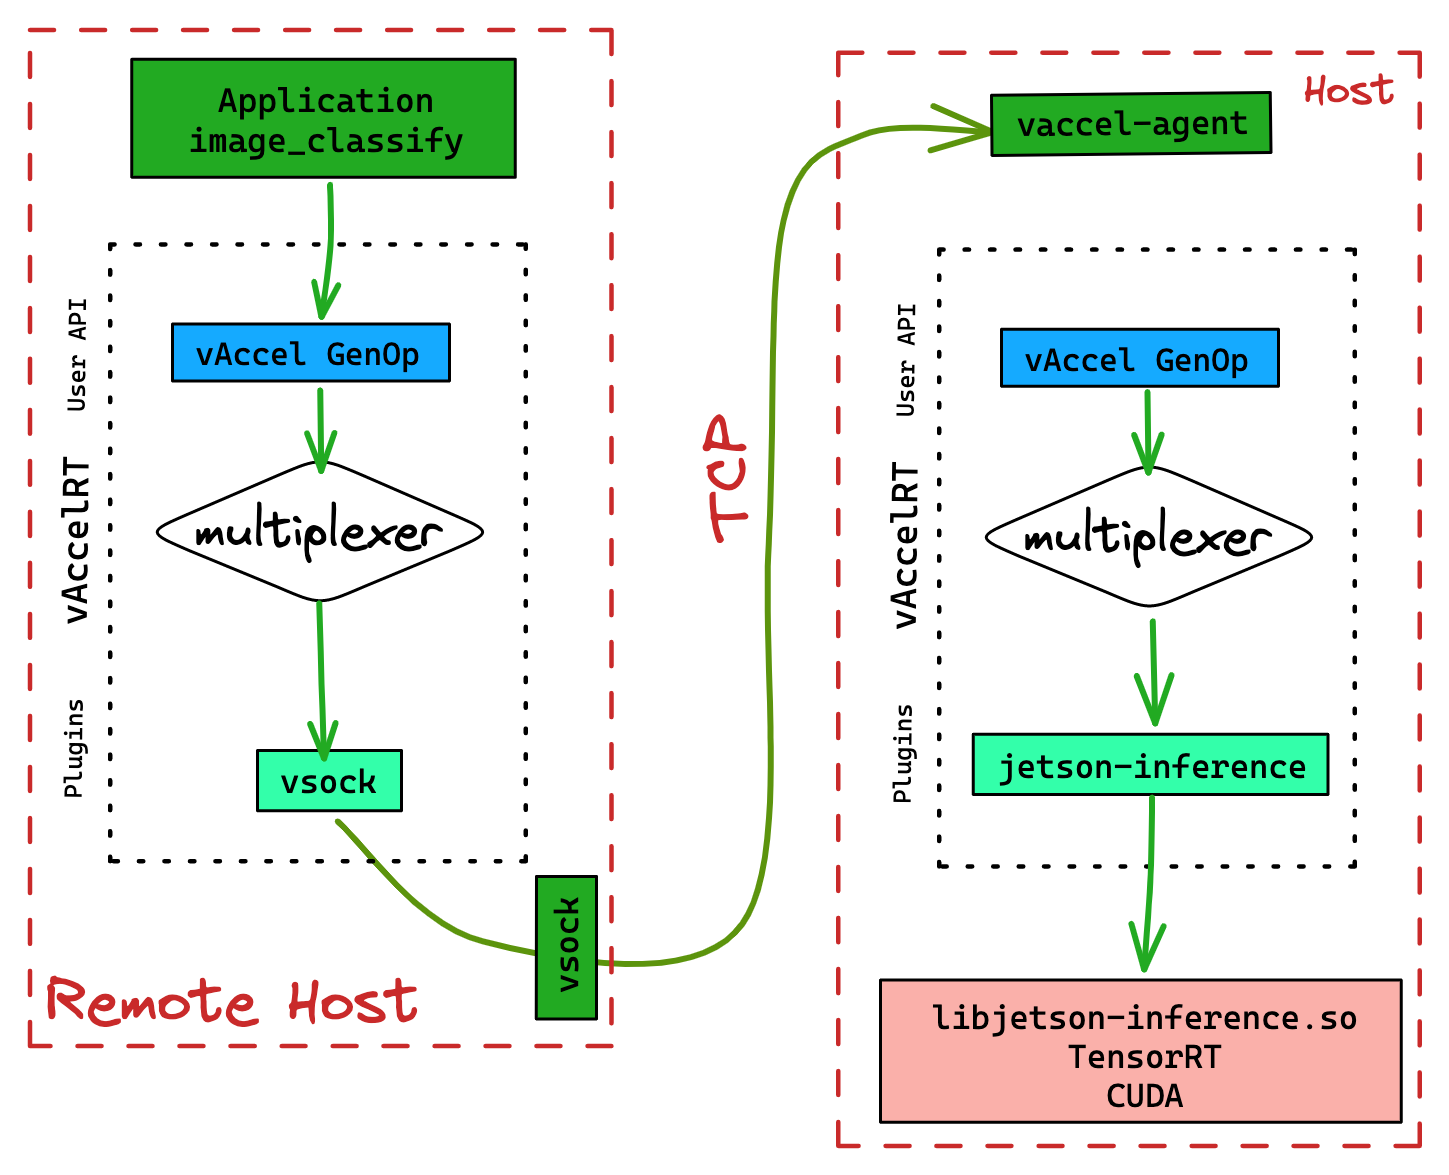 Application
image_classify
User API
vAccel GenOp
vAccelRT
multiplexer
Plugins
vsock
vsock
Remote Host
TCP
Host
vaccel-agent
User API
vAccel GenOp
vAccelRT
multiplexer
Plugins
jetson-inference
libjetson-inference.so
TensorRT
CUDA